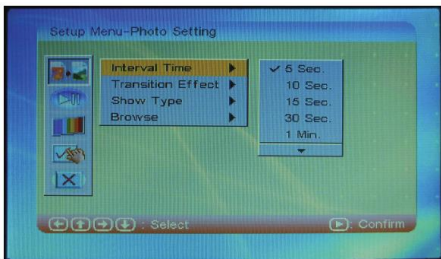 Setup Menu-Photo Setting
Interval Time
Transition Effect
Show Type
Browse
5 Sec.
10 Sec.
15 Sec.
30 Sec.
1 Min.
: Select
: Confirm